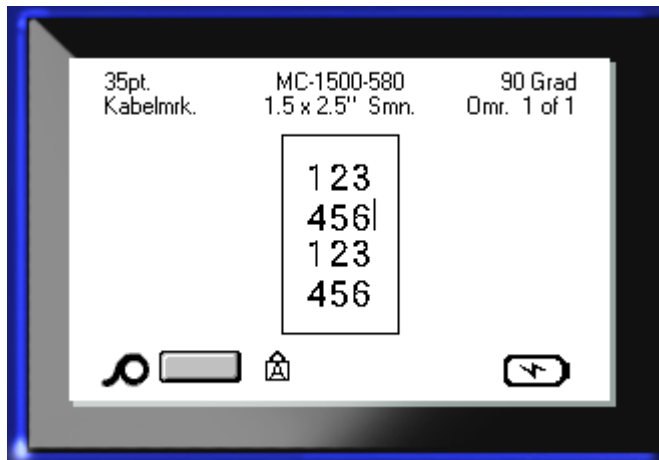 35pt. MC-1500-580 90 Grad
Kabelmrk. 1.5 x 2.5" Smn. Omr. 1 of 1
123
456
123
456
A